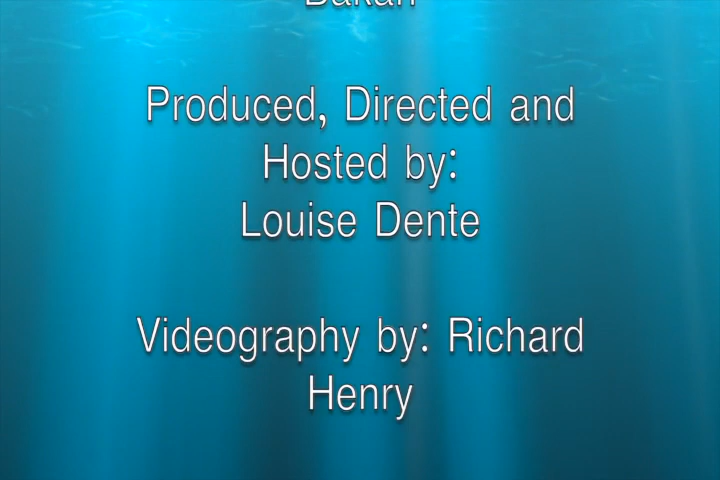 Produced, Directed and
Hosted by:
Louise Dente
Videography by: Richard
Henry